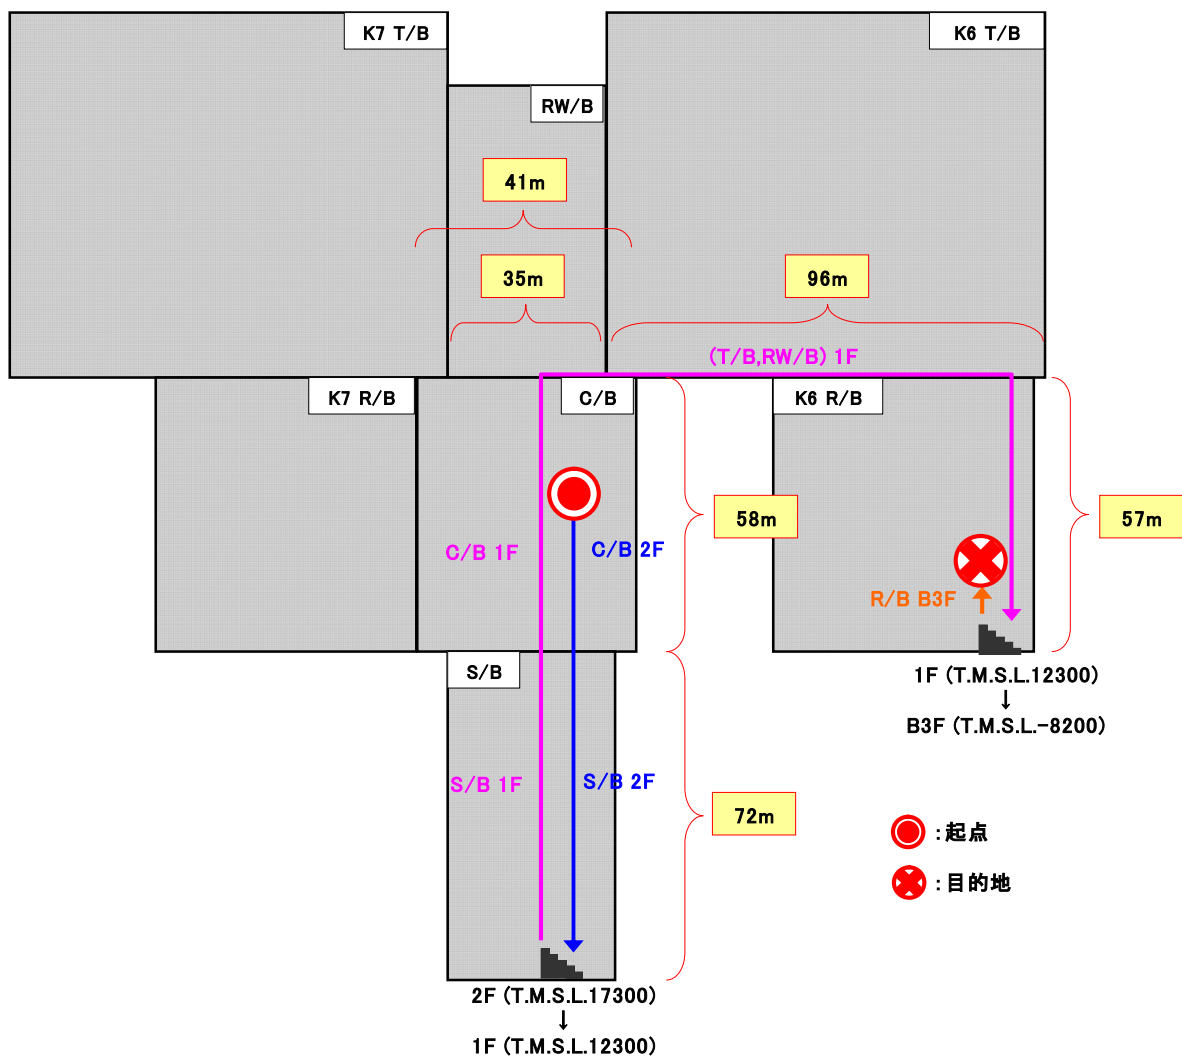 K7 T/B
K6 T/B
RW/B
41m
35m
96m
(T/B,RW/B) 1F
K7 R/B
C/B
K6 R/B
58m
57m
C/B 1F
C/B 2F
R/B B3F
S/B
1F (T.M.S.L.12300)
↓
B3F (T.M.S.L.-8200)
S/B 1F
S/B 2F
72m
:起点
:目的地
2F (T.M.S.L.17300)
↓
1F (T.M.S.L.12300)